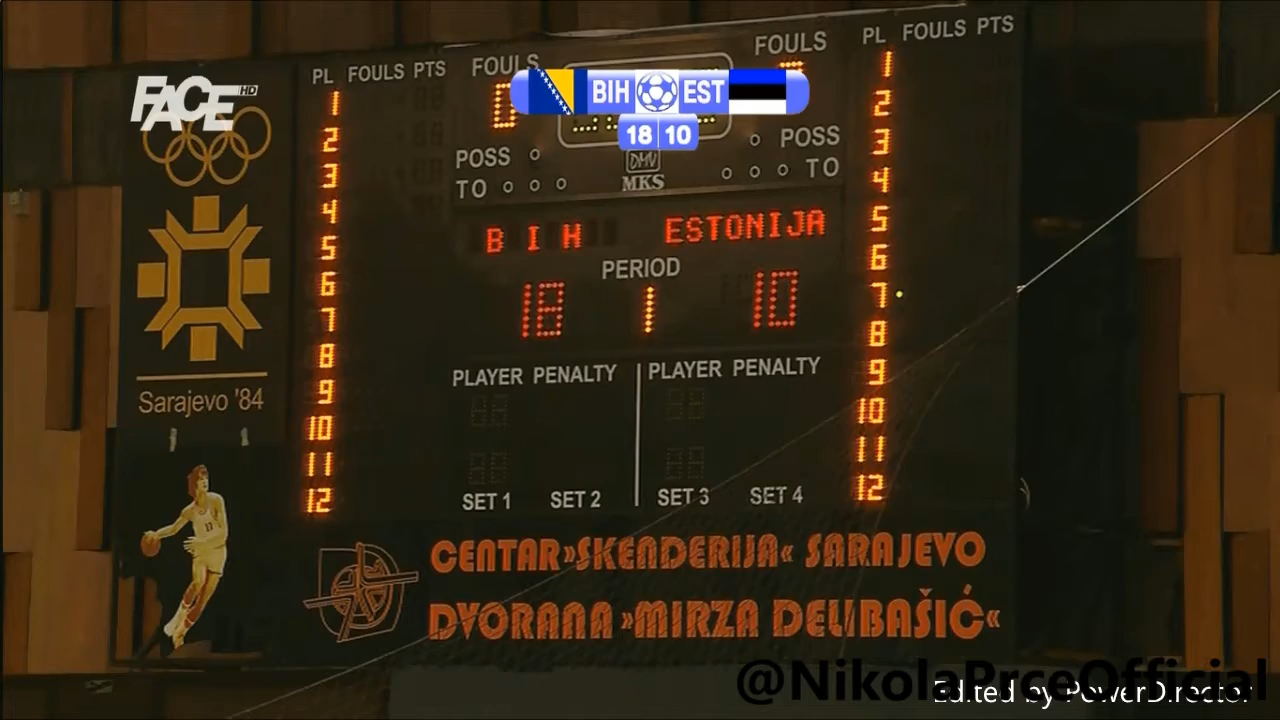 FACE HD
BIH EST
18 10
PL FOULS PTS
FOULS
FOULS
PL FOULS PTS
1
2
3
4
5
6
7
8
9
10
11
12
POSS
TO
DMV
MKS
POSS
TO
B I H ESTONIJA
PERIOD
18 1 10
PLAYER PENALTY PLAYER PENALTY
SET 1 SET 2 SET 3 SET 4
1
2
3
4
5
6
7
8
9
10
11
12
Sarajevo '84
CENTAR »SKENDERIJA« SARAJEVO
DVORANA »MIRZA DELIBAŠIĆ«
@NikolaPrceOfficial
Edited by PowerDirector